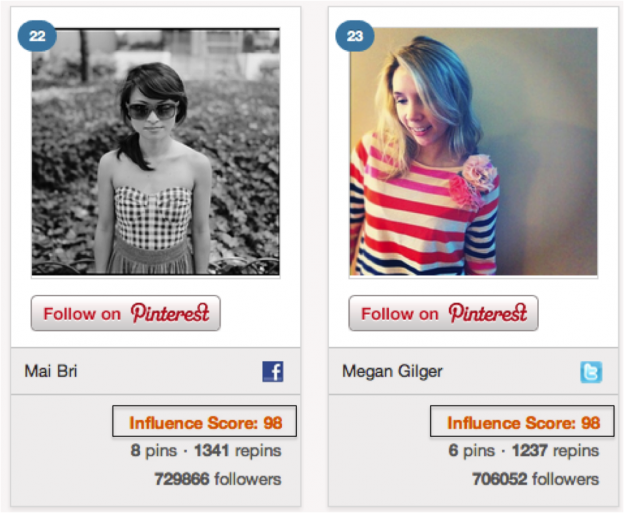 22
Follow on Pinterest
Mai Bri
Influence Score: 98
8 pins · 1341 repins
729866 followers
23
Follow on Pinterest
Megan Gilger
Influence Score: 98
6 pins · 1237 repins
706052 followers